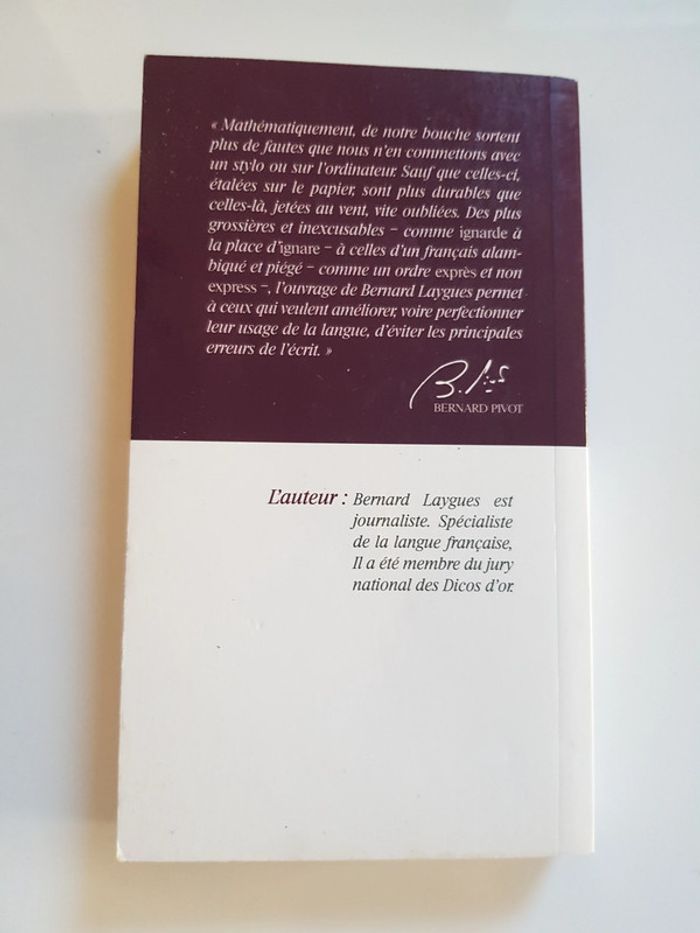 « Mathématiquement, de notre bouche sortent
plus de fautes que nous n'en commettons avec
un stylo ou sur l'ordinateur. Sauf que celles-ci,
étalées sur le papier, sont plus durables que
celles-là, jetées au vent, vite oubliées. Des plus
grossières et inexcusables – comme ignarde à
la place d'ignare – à celles d'un français alam-
biqué et piégé – comme un ordre exprès et non
express –, l'ouvrage de Bernard Laygues permet
à ceux qui veulent améliorer, voire perfectionner
leur usage de la langue, d'éviter les principales
erreurs de l'écrit. »
B. Pivot
BERNARD PIVOT
L'auteur : Bernard Laygues est
journaliste. Spécialiste
de la langue française,
Il a été membre du jury
national des Dicos d'or.